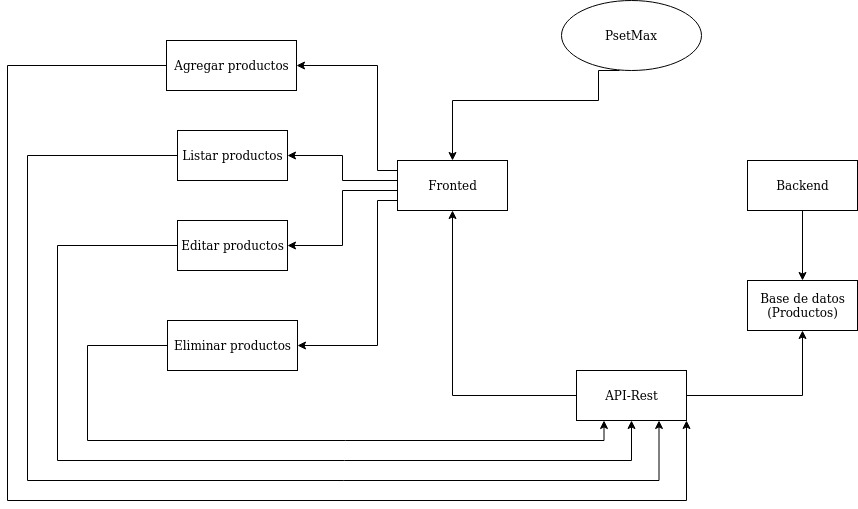 PsetMax
Agregar productos
Listar productos
Fronted
Backend
Editar productos
Base de datos
(Productos)
Eliminar productos
API-Rest